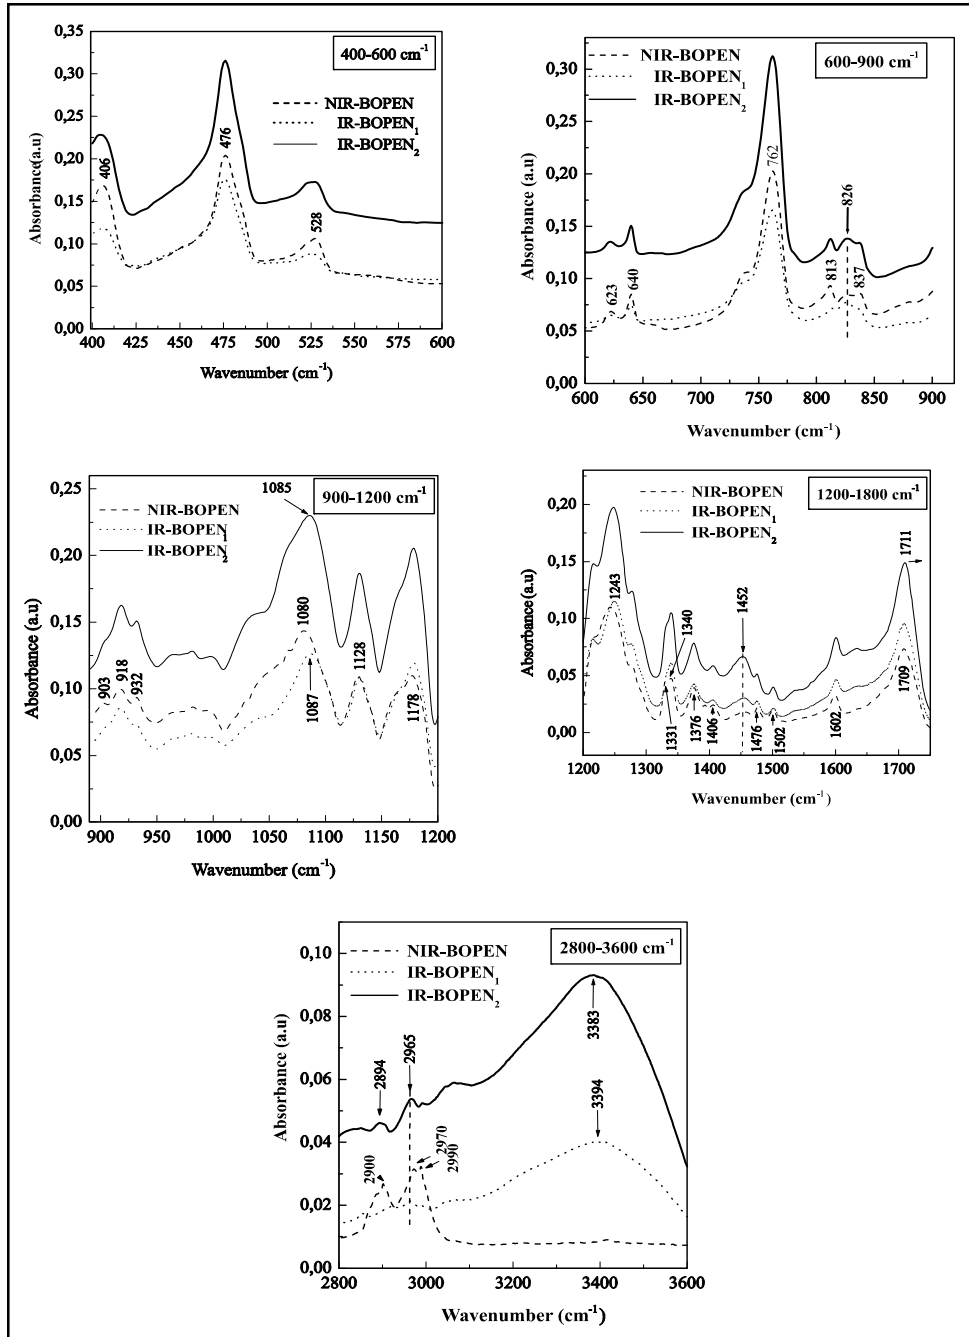 400-600 cm-1
0,35
0,30
0,25
0,20
0,15
0,10
0,05
0,00
Absorbance(a.u)
NIR-BOPEN
IR-BOPEN1
IR-BOPEN2
406
476
528
400 425 450 475 500 525 550 575 600
Wavenumber (cm-1)
600-900 cm-1
0,30
0,25
0,20
0,15
0,10
0,05
0,00
Absorbance (a.u)
NIR-BOPEN
IR-BOPEN1
IR-BOPEN2
623
640
762
813
826
837
600 650 700 750 800 850 900
Wavenumber (cm-1)
900-1200 cm-1
0,25
0,20
0,15
0,10
0,05
0,00
Absorbance (a.u)
NIR-BOPEN
IR-BOPEN1
IR-BOPEN2
903
918
932
1085
1080
1087
1128
1178
900 950 1000 1050 1100 1150 1200
Wavenumber (cm-1)
1200-1800 cm-1
0,20
0,15
0,10
0,05
0,00
Absorbance (a.u)
NIR-BOPEN
IR-BOPEN1
IR-BOPEN2
1243
1331
1340
1376
1406
1452
1476
1502
1602
1711
1709
1200 1300 1400 1500 1600 1700
Wavenumber (cm-1)
2800-3600 cm-1
0,10
0,08
0,06
0,04
0,02
0,00
Absorbance (a.u)
NIR-BOPEN
IR-BOPEN1
IR-BOPEN2
2894
2965
2900
2970
2990
3383
3394
2800 3000 3200 3400 3600
Wavenumber (cm-1)